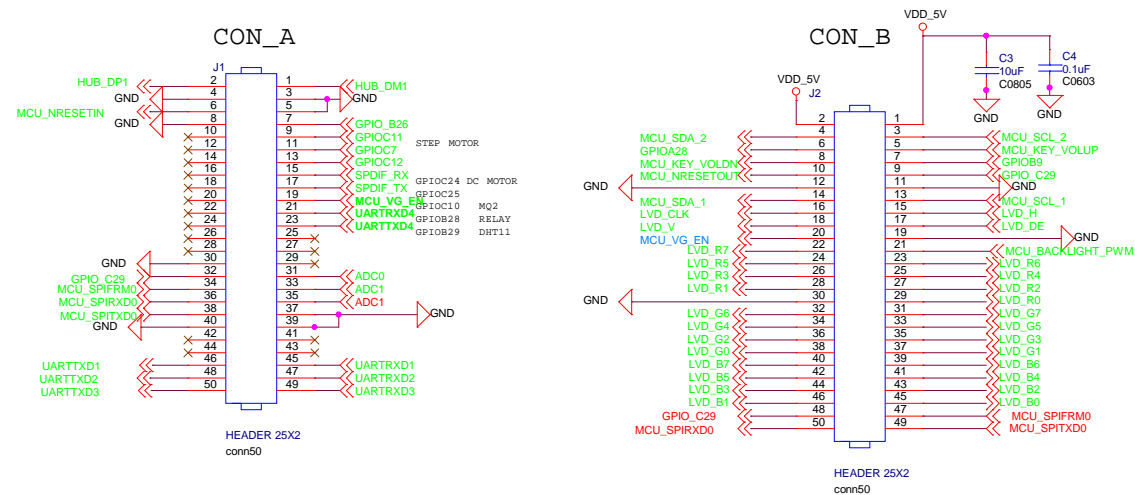 CON_A
J1
HUB_DP1 2 1 HUB_DM1
GND 4 3 GND
MCU_NRESETIN 6 5
GND 8 7 GPIO_B26
10 9 GPIOC11
12 11 GPIOC7 STEP MOTOR
14 13 GPIOC12
16 15 SPDIF_RX
18 17 SPDIF_TX GPIOC24 DC MOTOR
20 19 MCU_VG_EN GPIOC25
22 21 UARTRXD4 GPIOC10 MQ2
24 23 UARTTXD4 GPIOB28 RELAY
26 25 GPIOB29 DHT11
28 27
GND 30 29
GPIO_C29 32 31 ADC0
MCU_SPIFRM0 34 33 ADC1
MCU_SPIRXD0 36 35 ADC1
MCU_SPITXD0 38 37 GND
GND 40 39
42 41
44 43
UARTTXD1 46 45 UARTRXD1
UARTTXD2 48 47 UARTRXD2
UARTTXD3 50 49 UARTRXD3
HEADER 25X2
conn50
CON_B
VDD_5V
C3
10uF
C0805
GND
C4
0.1uF
C0603
GND
VDD_5V
J2
2 1
MCU_SDA_2 4 3 MCU_SCL_2
GPIOA28 6 5 MCU_KEY_VOLUP
MCU_KEY_VOLDN 8 7 GPIOB9
MCU_NRESETOUT 10 9 GPIO_C29
GND 12 11 GND
MCU_SDA_1 14 13 MCU_SCL_1
LVD_CLK 16 15 LVD_H
LVD_V 18 17 LVD_DE
MCU_VG_EN 20 19 GND
LVD_R7 22 21 MCU_BACKLIGHT_PWM
LVD_R5 24 23 LVD_R6
LVD_R3 26 25 LVD_R4
LVD_R1 28 27 LVD_R2
GND 30 29 LVD_R0
LVD_G6 32 31 LVD_G7
LVD_G4 34 33 LVD_G5
LVD_G2 36 35 LVD_G3
LVD_G0 38 37 LVD_G1
LVD_B7 40 39 LVD_B6
LVD_B5 42 41 LVD_B4
LVD_B3 44 43 LVD_B2
LVD_B1 46 45 LVD_B0
GPIO_C29 48 47 MCU_SPIFRM0
MCU_SPIRXD0 50 49 MCU_SPITXD0
HEADER 25X2
conn50